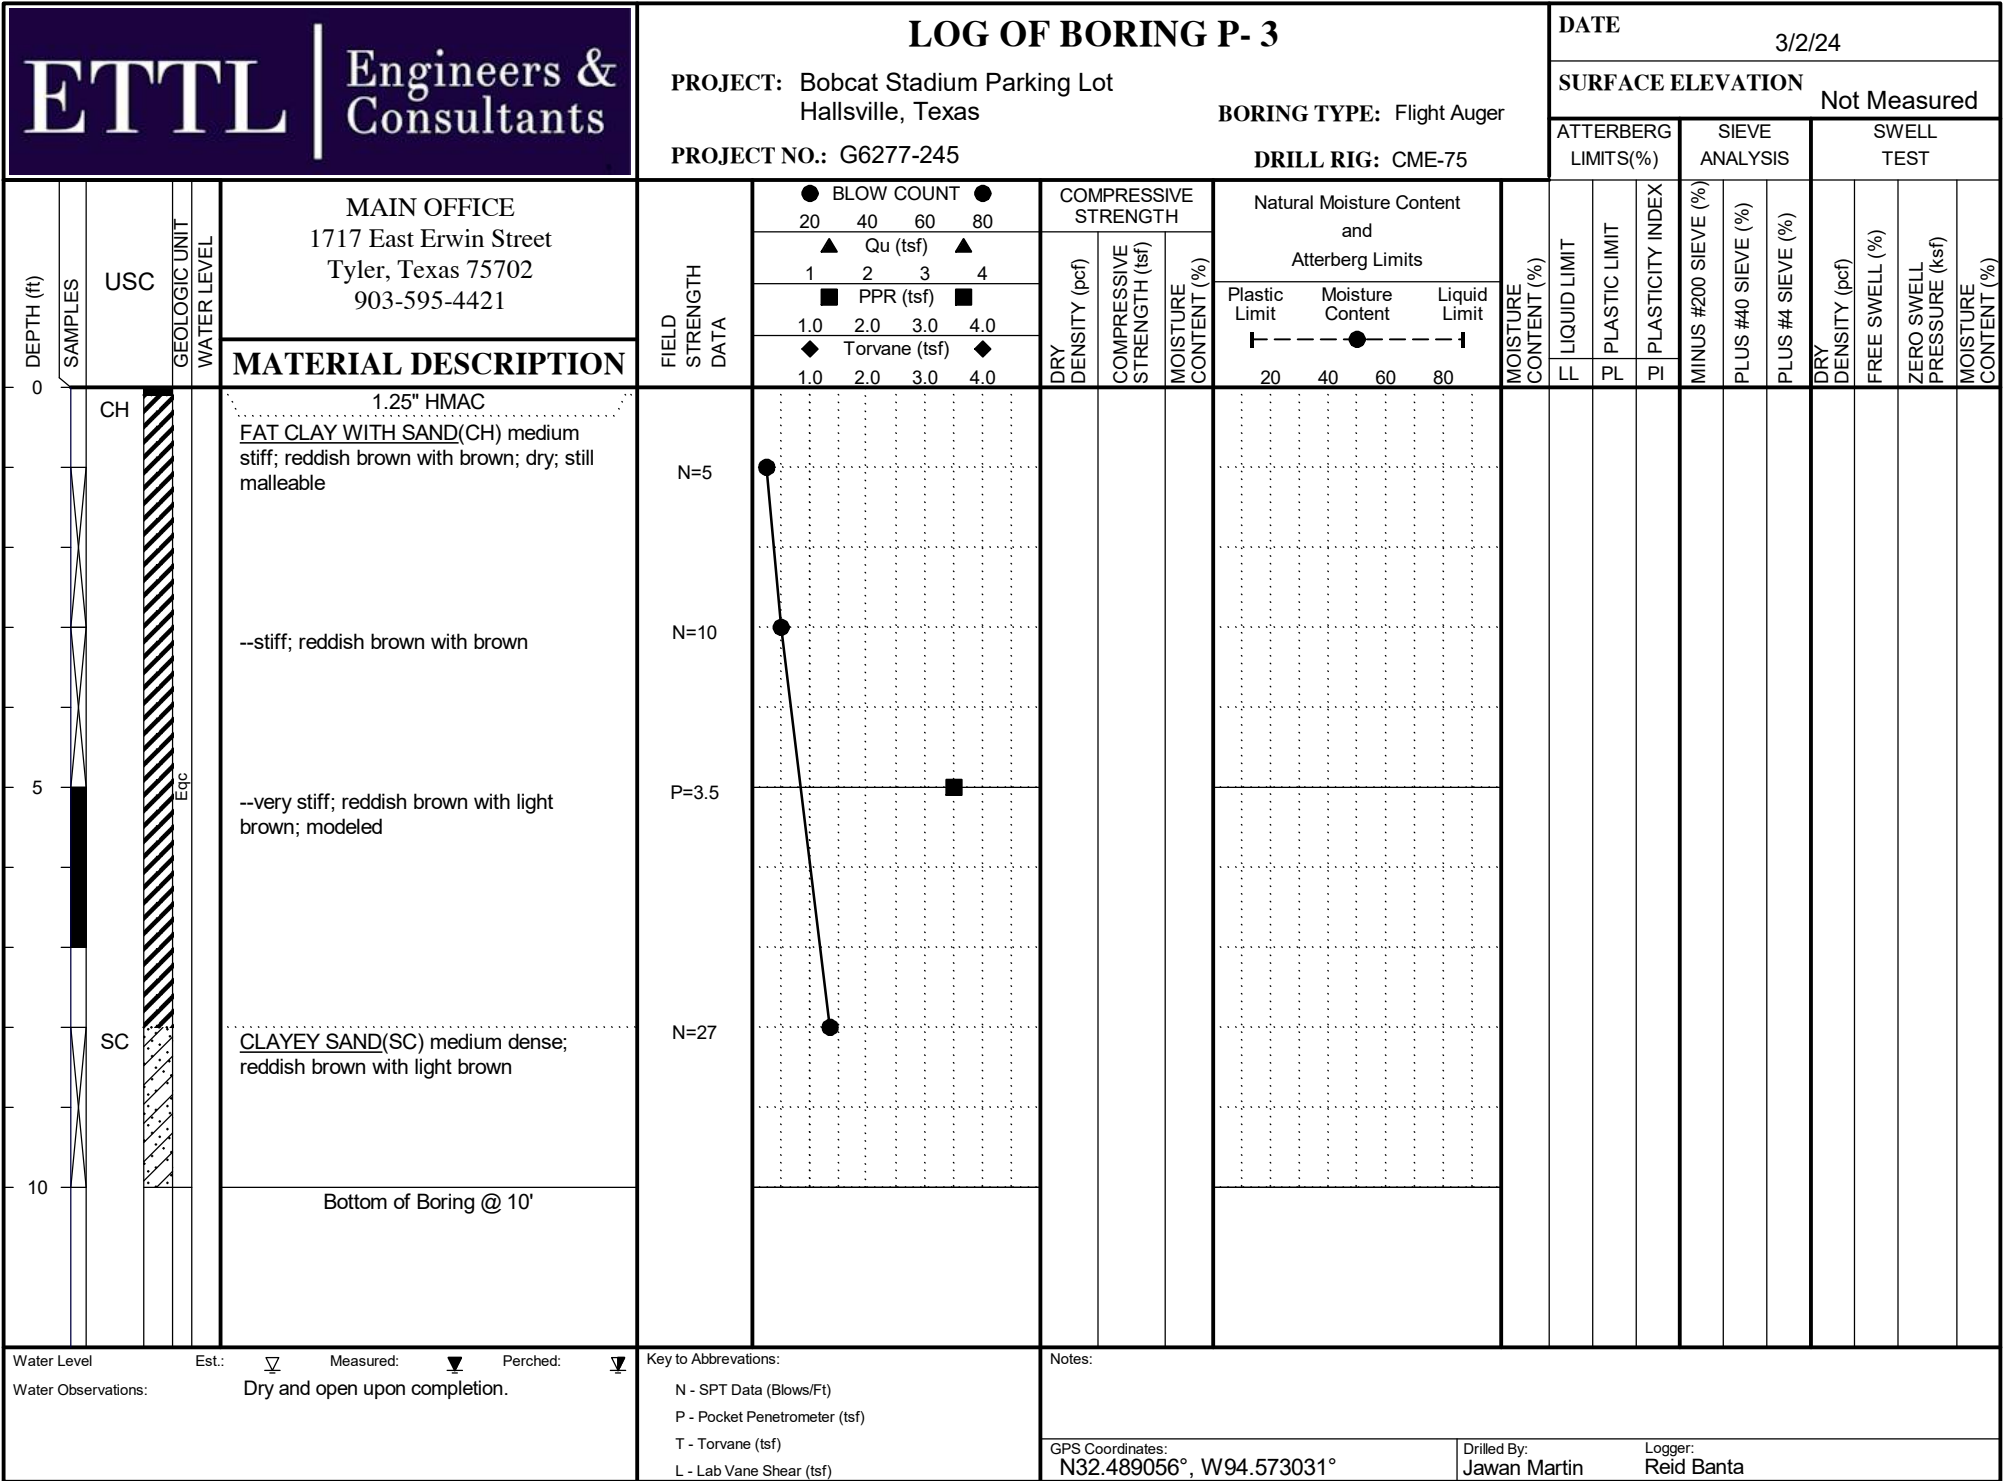 ETTL
Engineers &
Consultants
LOG OF BORING P- 3
PROJECT: Bobcat Stadium Parking Lot
Hallsville, Texas
BORING TYPE: Flight Auger
PROJECT NO.: G6277-245
DRILL RIG: CME-75
DATE
3/2/24
SURFACE ELEVATION
Not Measured
ATTERBERG
LIMITS(%)
SIEVE
ANALYSIS
SWELL
TEST
DEPTH (ft)
SAMPLES
USC
GEOLOGIC UNIT
WATER LEVEL
MAIN OFFICE
1717 East Erwin Street
Tyler, Texas 75702
903-595-4421
MATERIAL DESCRIPTION
FIELD
STRENGTH
DATA
BLOW COUNT
20 40 60 80
Qu (tsf)
1 2 3 4
PPR (tsf)
1.0 2.0 3.0 4.0
Torvane (tsf)
1.0 2.0 3.0 4.0
COMPRESSIVE
STRENGTH
DRY
DENSITY (pcf)
COMPRESSIVE
STRENGTH (tsf)
MOISTURE
CONTENT (%)
Natural Moisture Content
and
Atterberg Limits
Plastic
Limit
Moisture
Content
Liquid
Limit
20 40 60 80
MOISTURE
CONTENT (%)
LIQUID LIMIT
PLASTIC LIMIT
PLASTICITY INDEX
LL PL PI
MINUS #200 SIEVE (%)
PLUS #40 SIEVE (%)
PLUS #4 SIEVE (%)
DRY
DENSITY (pcf)
FREE SWELL (%)
ZERO SWELL
PRESSURE (ksf)
MOISTURE
CONTENT (%)
0
CH
1.25" HMAC
FAT CLAY WITH SAND(CH) medium
stiff; reddish brown with brown; dry; still
malleable
N=5
--stiff; reddish brown with brown
N=10
5
Eqc
--very stiff; reddish brown with light
brown; modeled
P=3.5
SC
CLAYEY SAND(SC) medium dense;
reddish brown with light brown
N=27
10
Bottom of Boring @ 10'
Water Level Est.: Measured: Perched:
Water Observations: Dry and open upon completion.
Key to Abbrevations:
N - SPT Data (Blows/Ft)
P - Pocket Penetrometer (tsf)
T - Torvane (tsf)
L - Lab Vane Shear (tsf)
Notes:
GPS Coordinates:
N32.489056°, W94.573031°
Drilled By:
Jawan Martin
Logger:
Reid Banta